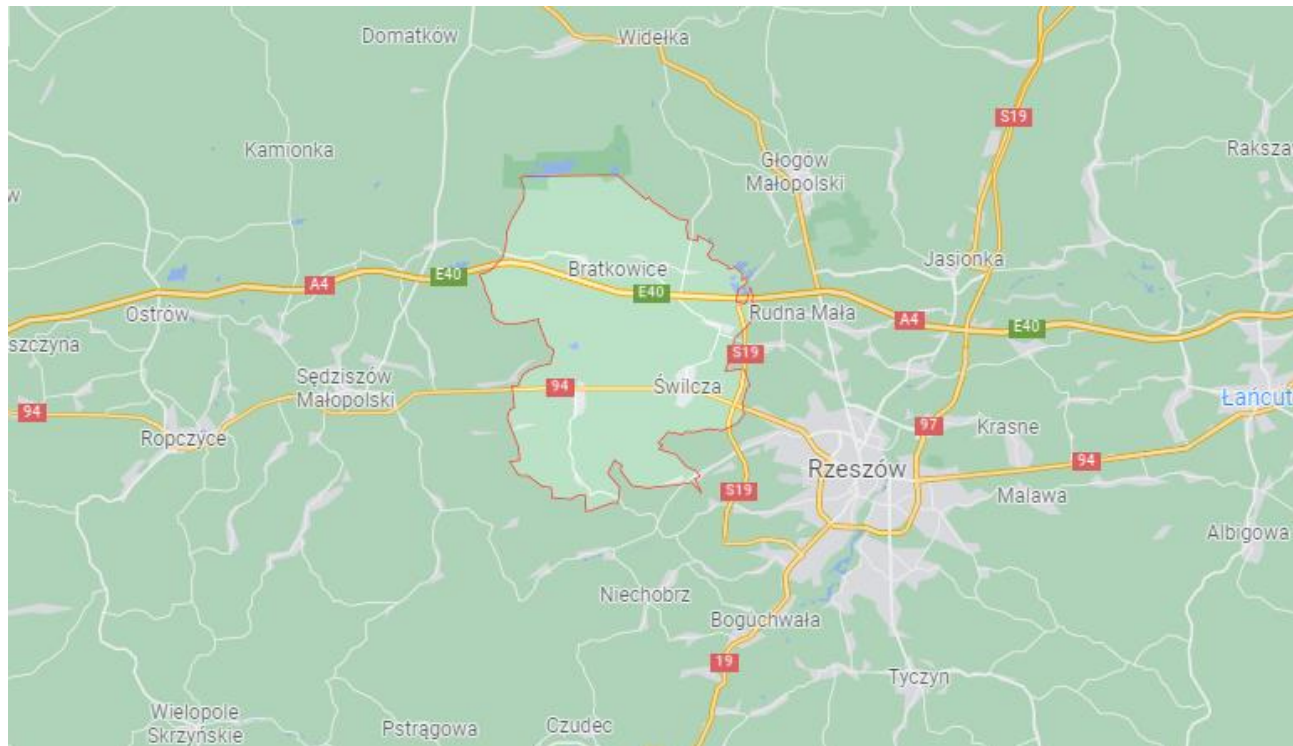 Domatków
Widełka
S19
Kamionka
Głogów
Małopolski
Raksza
w
Bratkowice
Jasionka
E40
A4
E40
Ostrów
Rudna Mała
A4
E40
szczyna
S19
Sędziszów
Małopolski
94
Świlcza
Łańcut
94
Ropczyce
97
Krasne
Rzeszów
94
S19
Malawa
Albigowa
Niechobrz
Boguchwała
19
Tyczyn
Wielopole
Skrzyńskie
Pstrągowa
Czudec